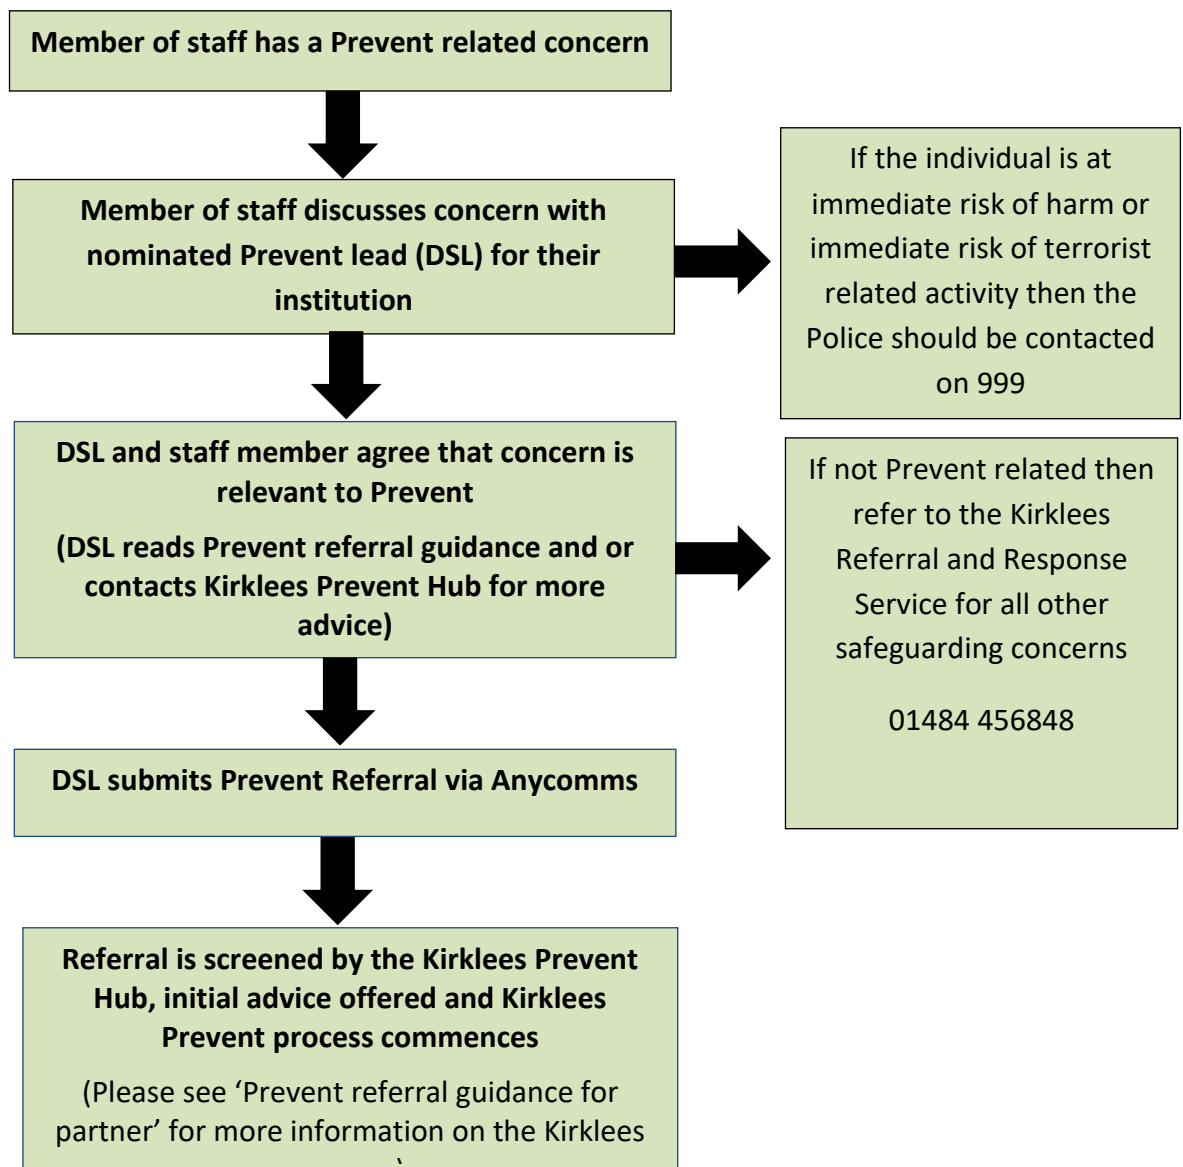 Member of staff has a Prevent related concern
Member of staff discusses concern with
nominated Prevent lead (DSL) for their
institution
If the individual is at
immediate risk of harm or
immediate risk of terrorist
related activity then the
Police should be contacted
on 999
DSL and staff member agree that concern is
relevant to Prevent
(DSL reads Prevent referral guidance and or
contacts Kirklees Prevent Hub for more
advice)
If not Prevent related then
refer to the Kirklees
Referral and Response
Service for all other
safeguarding concerns
01484 456848
DSL submits Prevent Referral via Anycomms
Referral is screened by the Kirklees Prevent
Hub, initial advice offered and Kirklees
Prevent process commences
(Please see ‘Prevent referral guidance for
partner’ for more information on the Kirklees